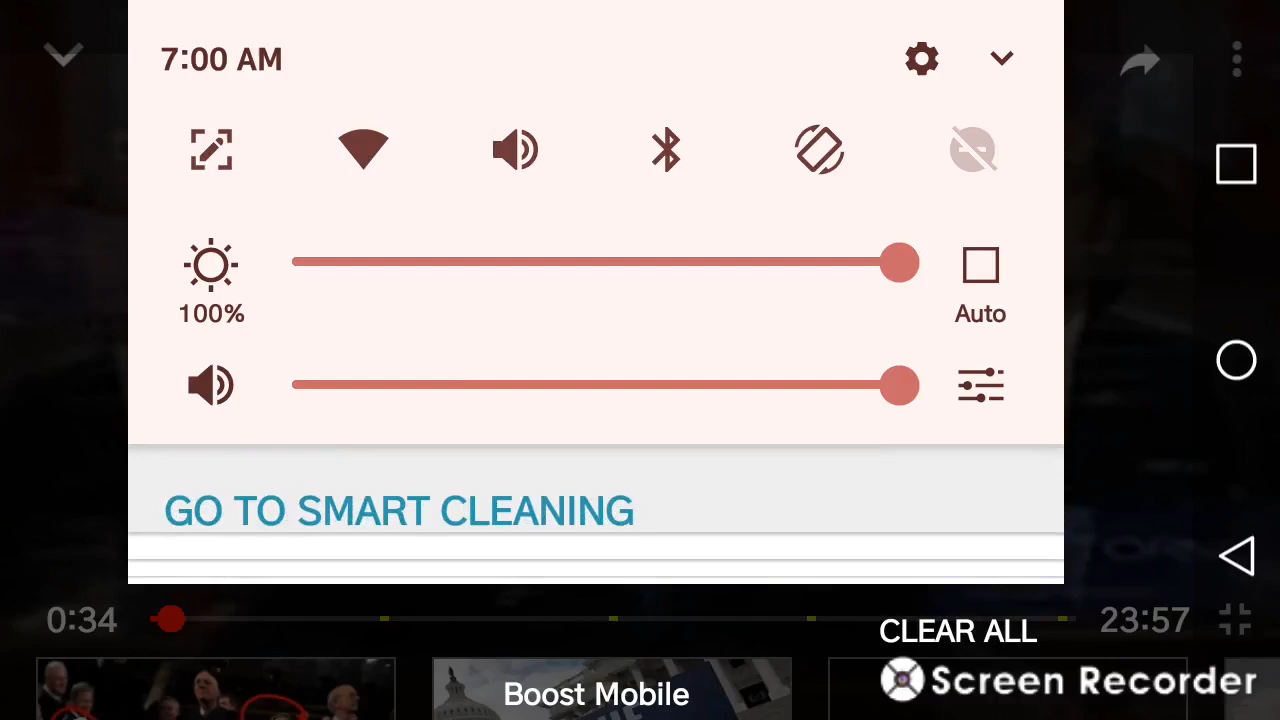 7:00 AM
100%
Auto
GO TO SMART CLEANING
0:34
23:57
CLEAR ALL
Screen Recorder
Boost Mobile